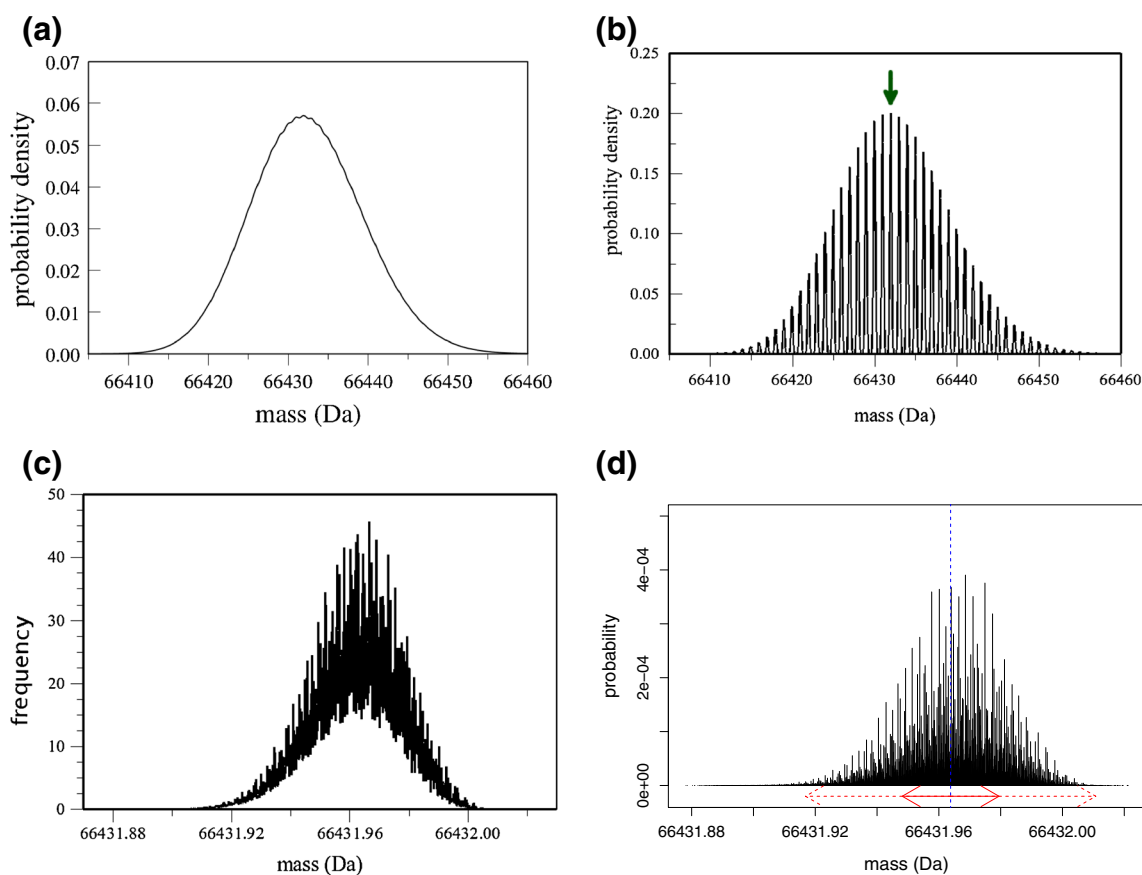 (a)
0.07
0.06
0.05
0.04
0.03
0.02
0.01
0.00
probability density
66410 66420 66430 66440 66450 66460
mass (Da)
(b)
0.25
0.20
0.15
0.10
0.05
0.00
probability density
66410 66420 66430 66440 66450 66460
mass (Da)
(c)
50
40
30
20
10
0
frequency
66431.88 66431.92 66431.96 66432.00
mass (Da)
(d)
4e−04
2e−04
0e+00
probability
66431.88 66431.92 66431.96 66432.00
mass (Da)